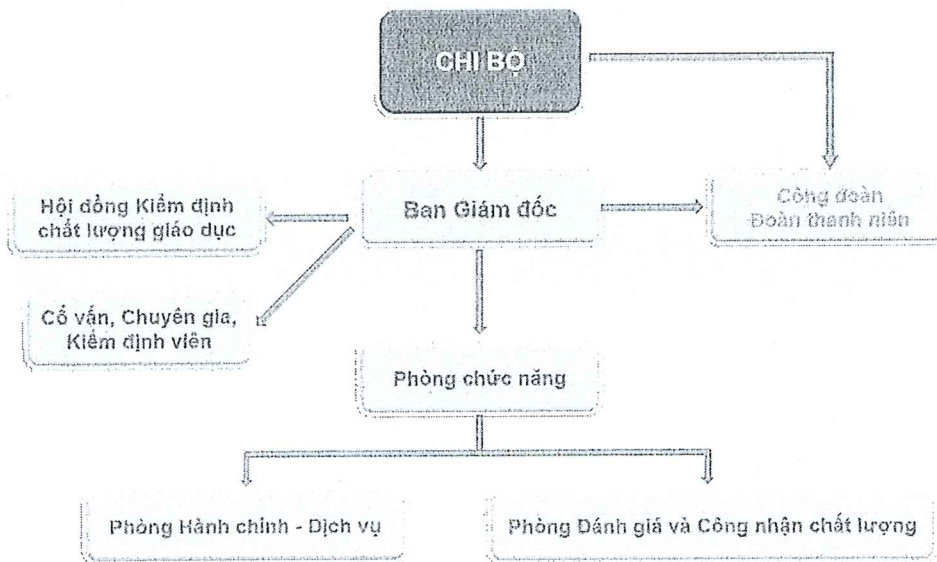 CHI BỘ
Ban Giám đốc
Công đoàn
Đoàn thanh niên
Hội đồng Kiểm định
chất lượng giáo dục
Cố vấn, Chuyên gia,
Kiểm định viên
Phòng chức năng
Phòng Hành chính - Dịch vụ
Phòng Đánh giá và Công nhận chất lượng